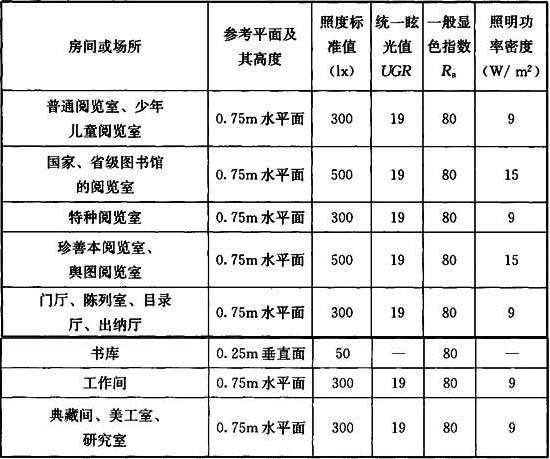 房间或场所 参考平面及其高度 照度标准值(lx) 统一眩光值UGR 一般显色指数Ra 照明功率密度(W/ m²)
普通阅览室、少年儿童阅览室 0.75m 水平面 300 19 80 9
国家、省级图书馆的阅览室 0.75m 水平面 500 19 80 15
特种阅览室 0.75m 水平面 300 19 80 9
珍善本阅览室、舆图阅览室 0.75m 水平面 500 19 80 15
门厅、陈列室、目录厅、出纳厅 0.75m 水平面 300 19 80 9
书库 0.25m 垂直面 50 — 80 —
工作间 0.75m 水平面 300 19 80 9
典藏间、美工室、研究室 0.75m 水平面 300 19 80 9